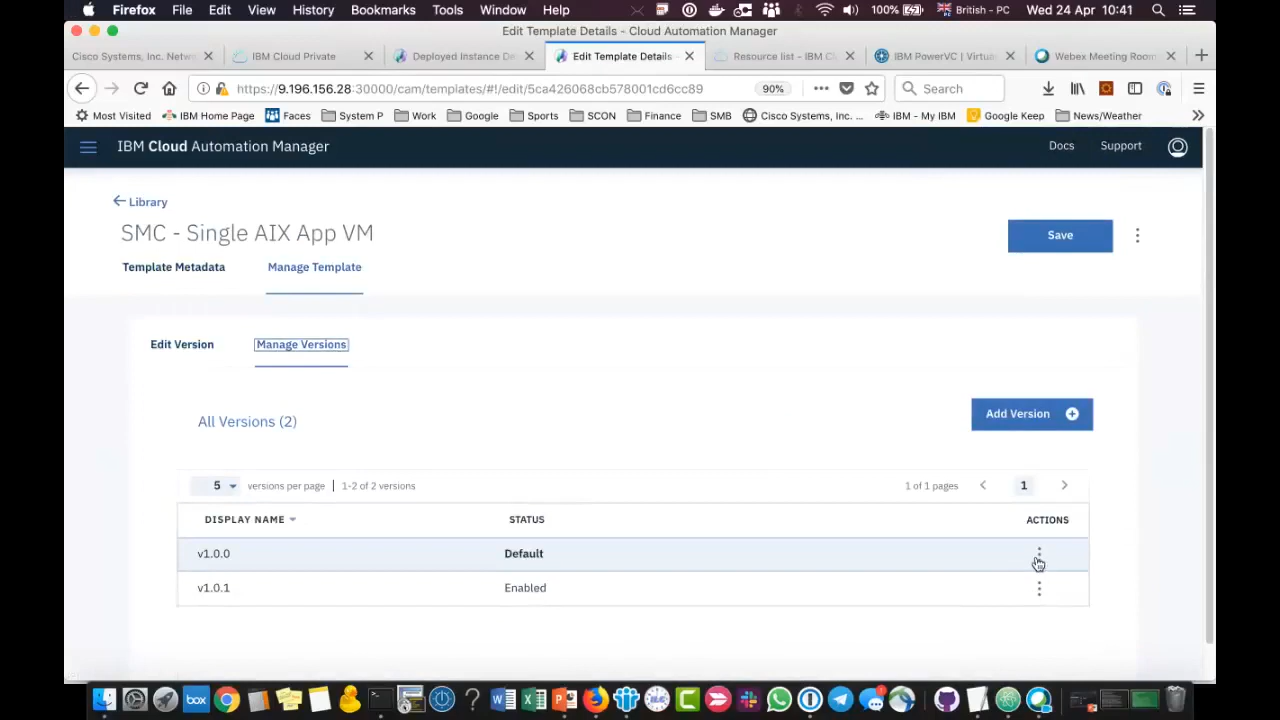 Firefox File Edit View History Bookmarks Tools Window Help 100% British - PC Wed 24 Apr 10:41
Edit Template Details - Cloud Automation Manager
Cisco Systems, Inc. Netw IBM Cloud Private Deployed Instance De Edit Template Details Resource list - IBM Cl IBM PowerVC | Virtua Webex Meeting Room
https://9.196.156.28:30000/cam/templates/#!/edit/5ca426068cb578001cd6cc89 90% Search
Most Visited IBM Home Page Faces System P Work Google Sports SCON Finance SMB Cisco Systems, Inc. ... IBM - My IBM Google Keep News/Weather
IBM Cloud Automation Manager Docs Support
Library
SMC - Single AIX App VM Save
Template Metadata Manage Template
Edit Version Manage Versions
All Versions (2) Add Version
5 versions per page | 1-2 of 2 versions 1 of 1 pages 1
DISPLAY NAME STATUS ACTIONS
v1.0.0 Default
v1.0.1 Enabled
box